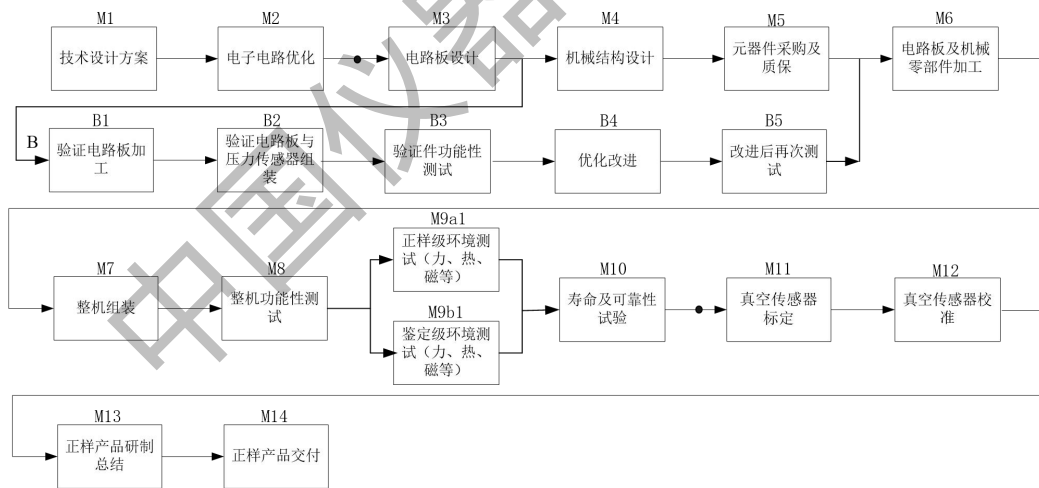 M1
技术设计方案
M2
电子电路优化
M3
电路板设计
M4
机械结构设计
M5
元器件采购及
质保
M6
电路板及机械
零部件加工
B
B1
验证电路板加
工
B2
验证电路板与
压力传感器组
装
B3
验证件功能性
测试
B4
优化改进
B5
改进后再次测
试
M7
整机组装
M8
整机功能性测
试
M9a1
正样级环境测
试（力、热、
磁等）
M9b1
鉴定级环境测
试（力、热、
磁等）
M10
寿命及可靠性
试验
M11
真空传感器
标定
M12
真空传感器校
准
M13
正样产品研制
总结
M14
正样产品交付
中国仪器